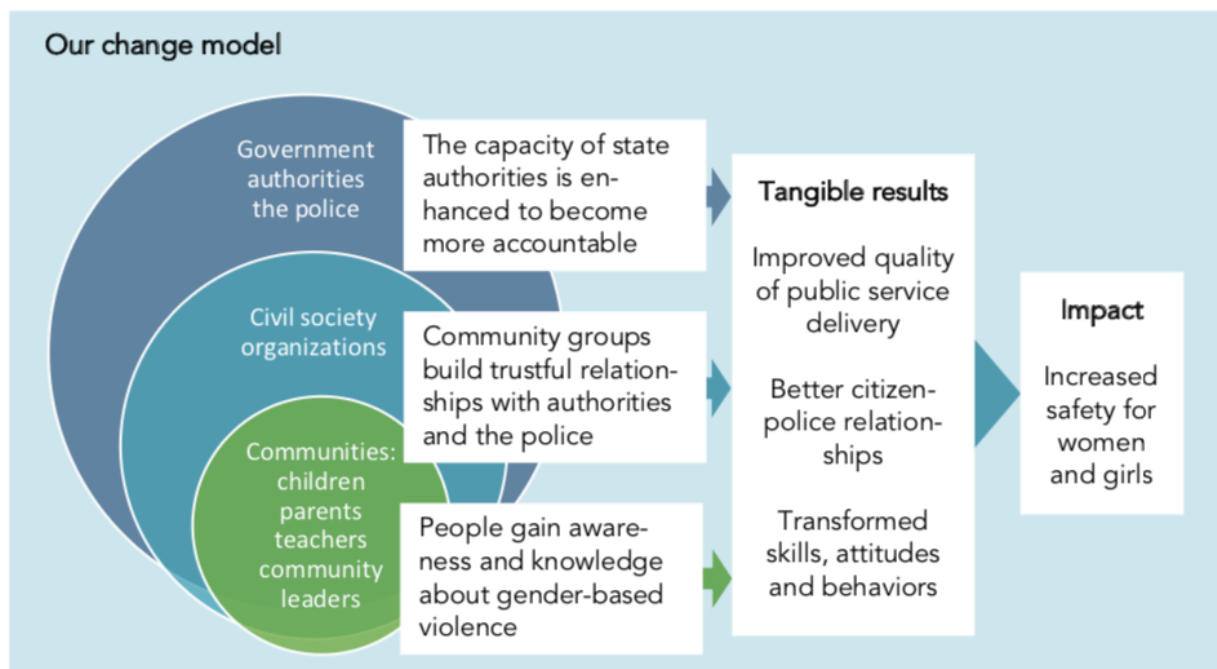 Our change model
Government
authorities
the police
The capacity of state
authorities is en-
hanced to become
more accountable
Civil society
organizations
Community groups
build trustful relation-
ships with authorities
and the police
Communities:
children
parents
teachers
community
leaders
People gain aware-
ness and knowledge
about gender-based
violence
Tangible results
Improved quality
of public service
delivery
Better citizen-
police relation-
ships
Transformed
skills, attitudes
and behaviors
Impact
Increased
safety for
women
and girls